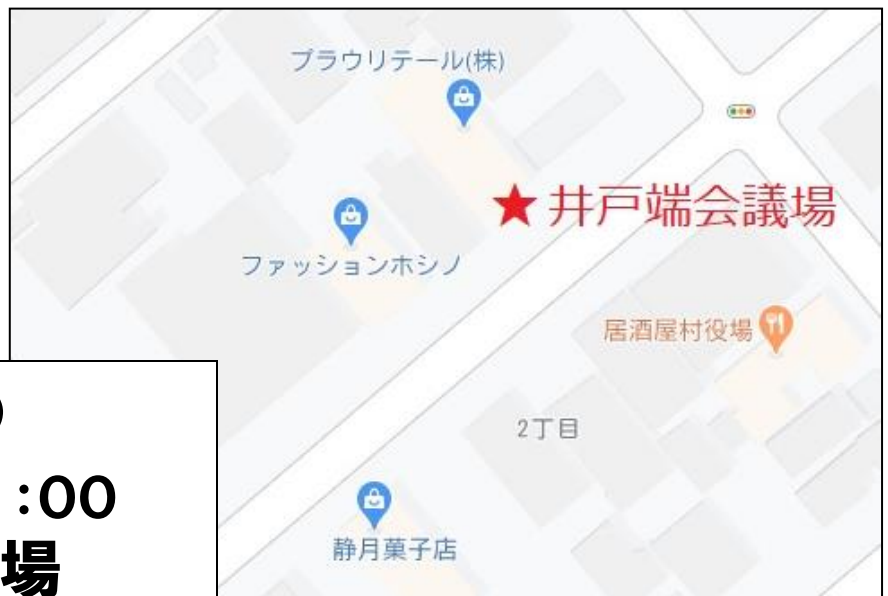 プラウリテール(株)
★井戸端会議場
ファッションホシノ
居酒屋村役場
2丁目
静月菓子店
)
:00
場